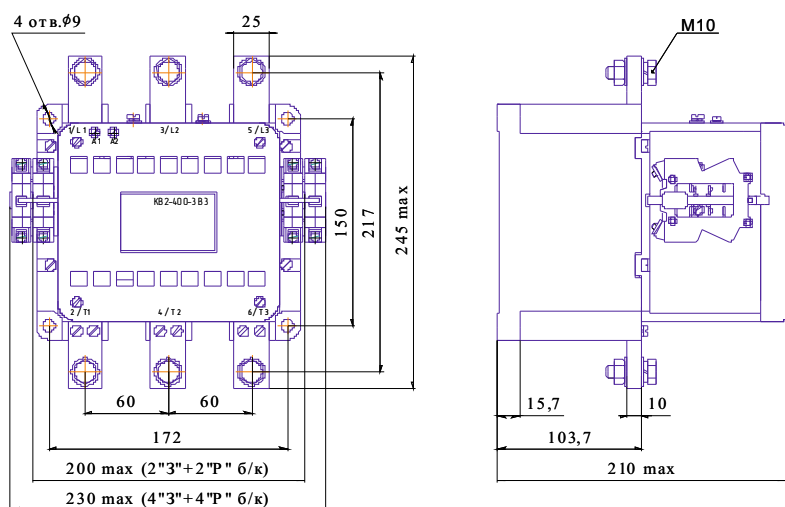 4 отв.∅9
25
M10
1/L1
3/L2
5/L3
A1
A2
КВ2-400-3В3
150
217
245 max
2/T1
4/T2
6/T3
60
60
172
200 max (2"З"+2"Р" б/к)
230 max (4"З"+4"Р" б/к)
15,7
10
103,7
210 max